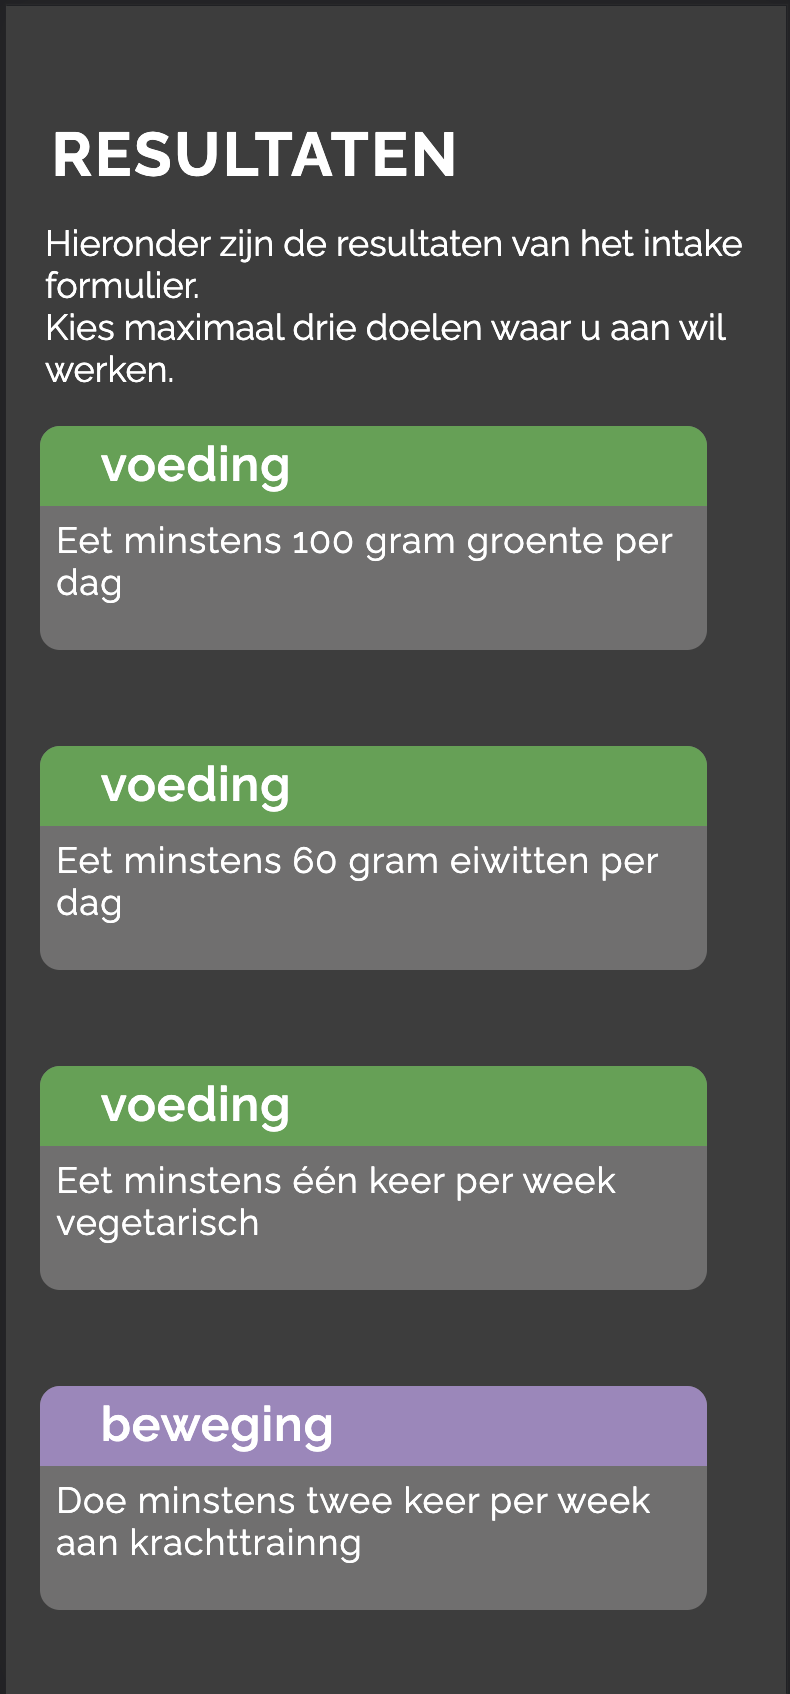 RESULTATEN
Hieronder zijn de resultaten van het intake
formulier.
Kies maximaal drie doelen waar u aan wil
werken.
voeding
Eet minstens 100 gram groente per
dag
voeding
Eet minstens 60 gram eiwitten per
dag
voeding
Eet minstens één keer per week
vegetarisch
beweging
Doe minstens twee keer per week
aan krachttrainng